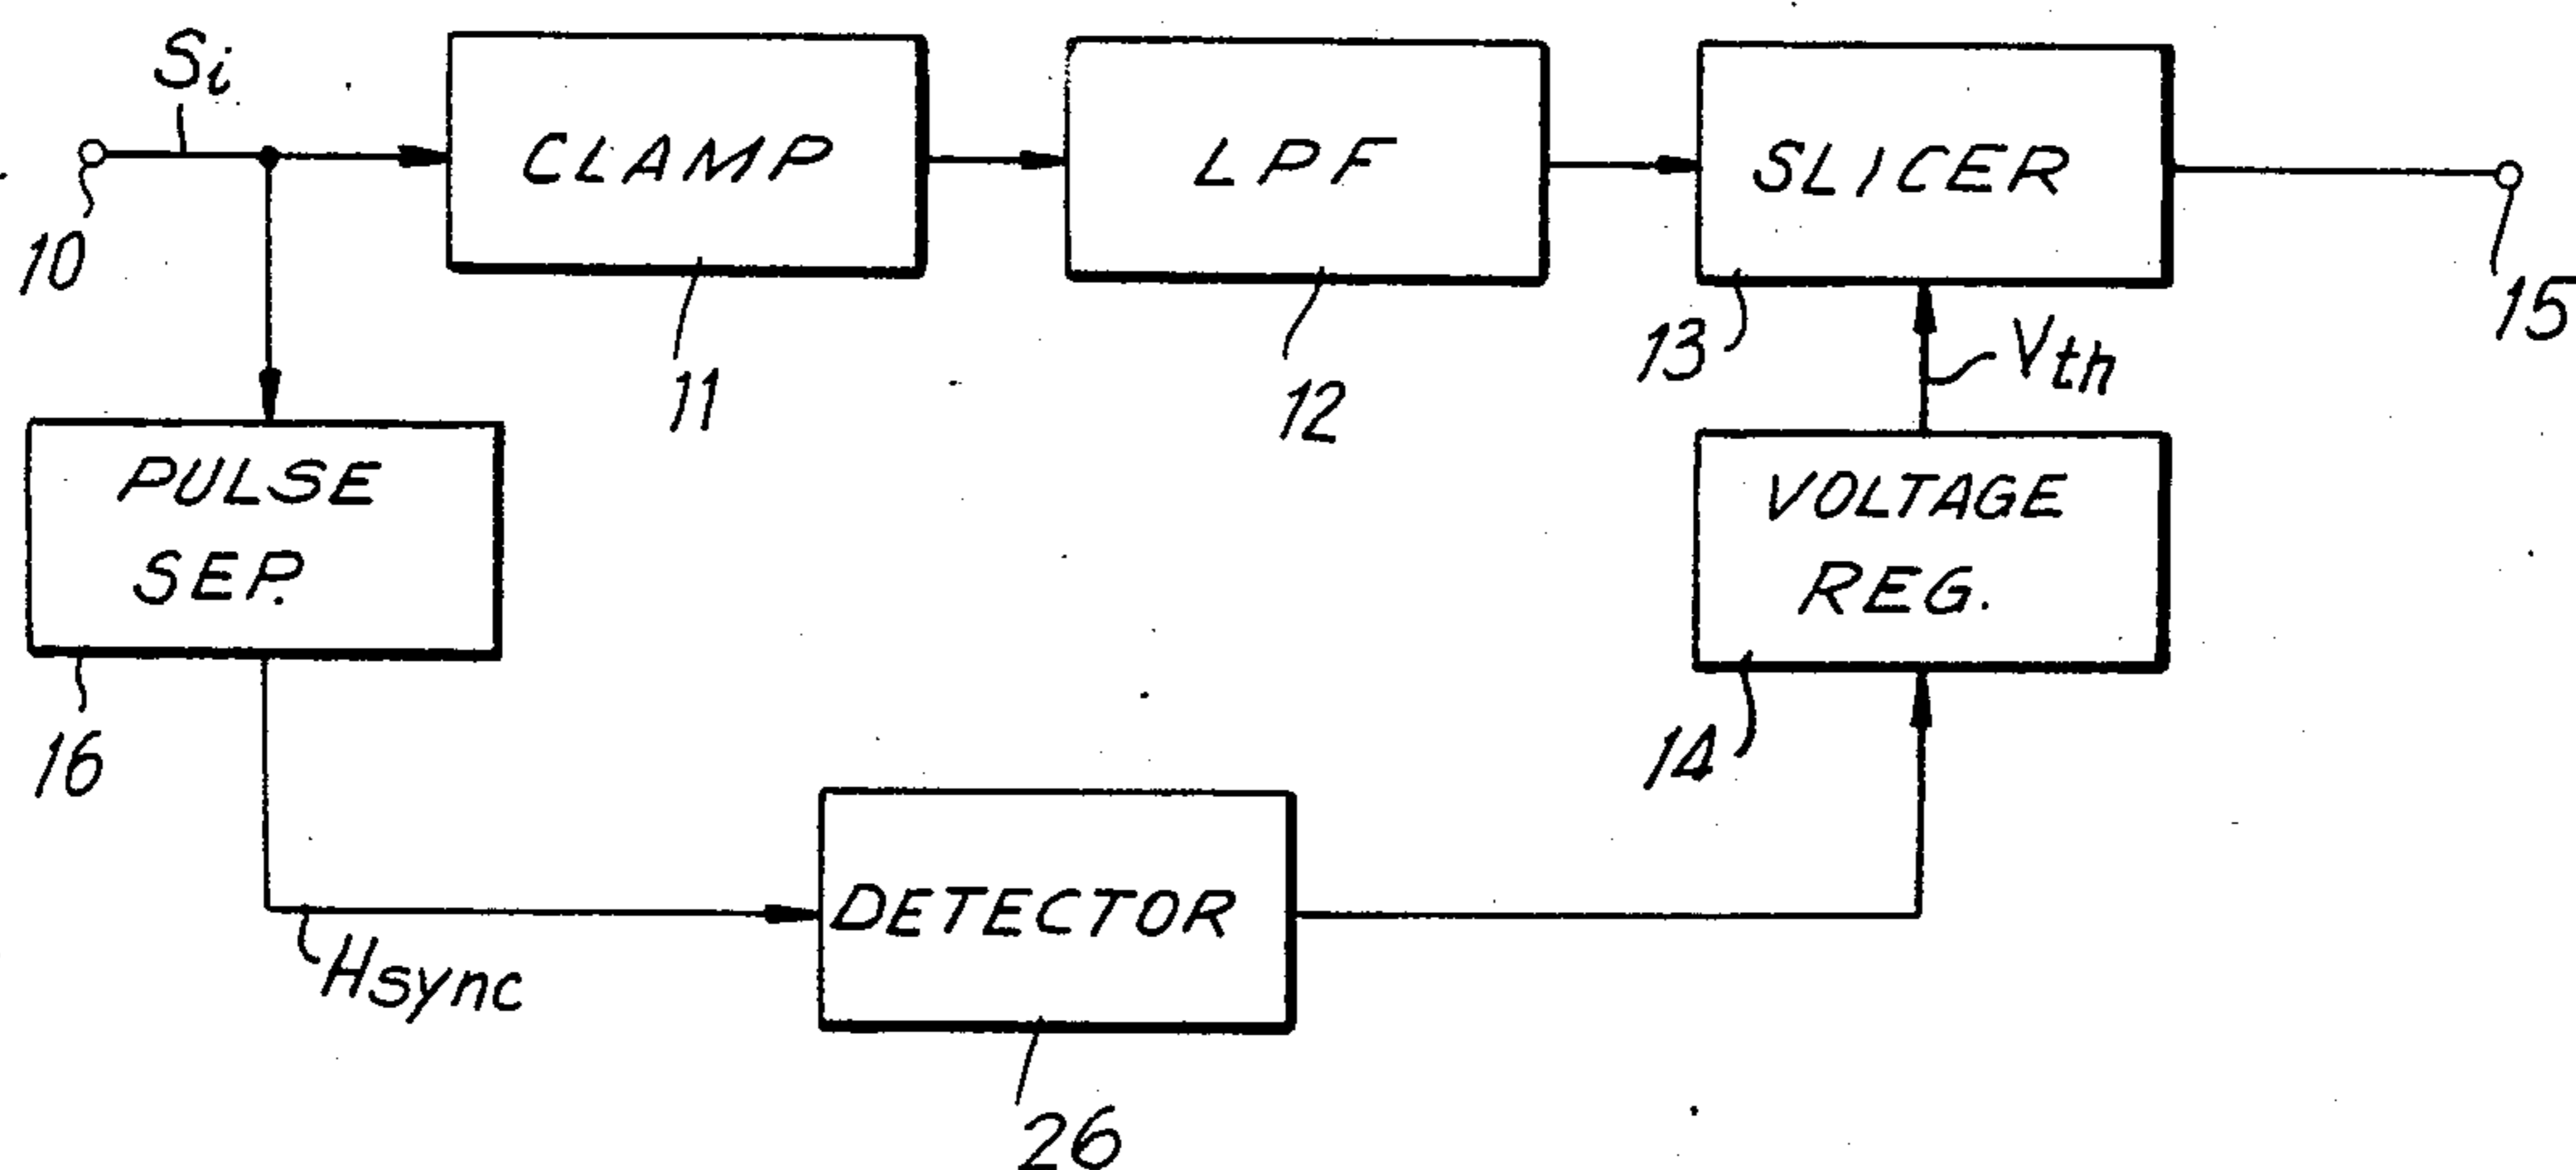 Si
CLAMP
LPF
SLICER
10
11
12
13
Vth
15
PULSE
SEP.
VOLTAGE
REG.
16
14
DETECTOR
Hsync
26